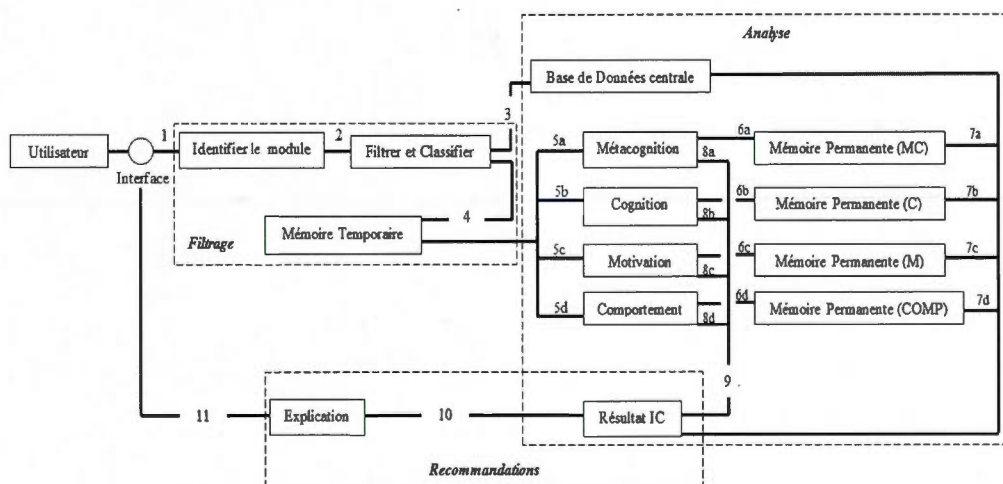 Analyse
Base de Données centrale
3
1
2
5a
6a
7a
Utilisateur
Identifier le module
Filtrer et Classifier
Métacognition
8a
Mémoire Permanente (MC)
Interface
5b
6b
7b
Cognition
8b
Mémoire Permanente (C)
4
Mémoire Temporaire
Filtrage
5c
6c
7c
Motivation
8c
Mémoire Permanente (M)
5d
6d
7d
Comportement
8d
Mémoire Permanente (COMP)
9
11
Explication
10
Résultat IC
Recommandations